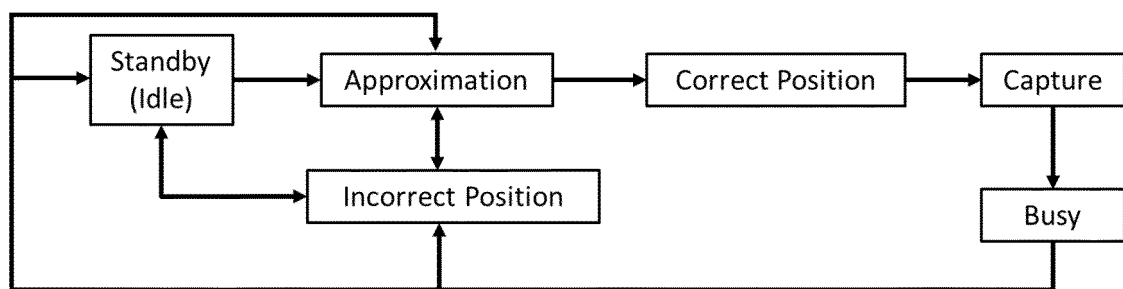 Standby
(Idle)
Approximation
Correct Position
Capture
Incorrect Position
Busy